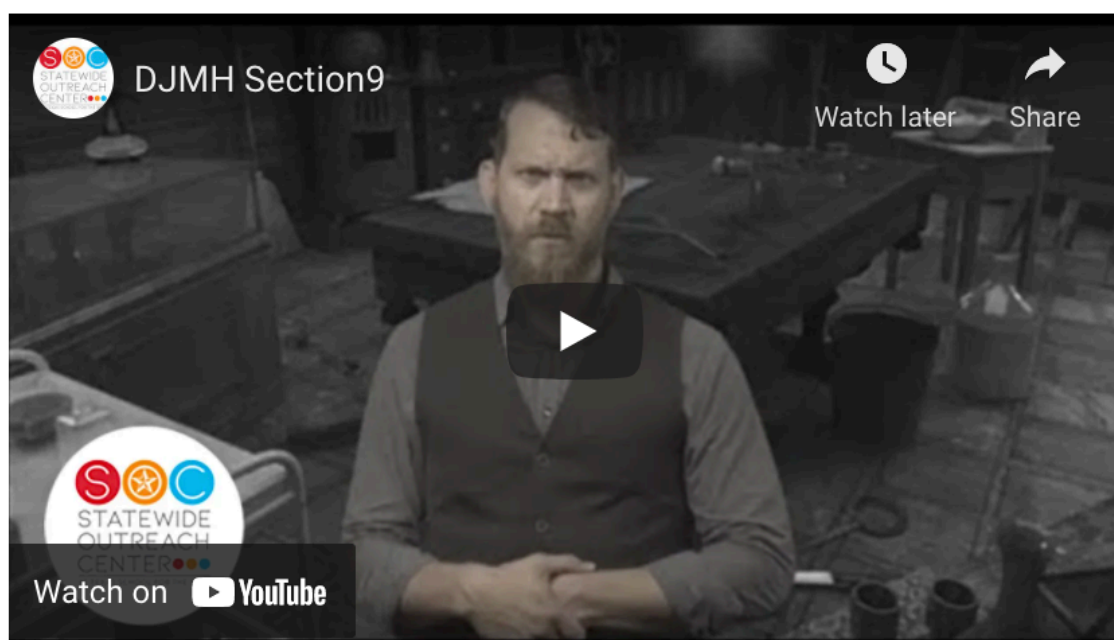 DJMH Section9
SOC
STATEWIDE
OUTREACH
CENTER
Watch later
Share
SOC
STATEWIDE
OUTREACH
CENTER
Watch on YouTube